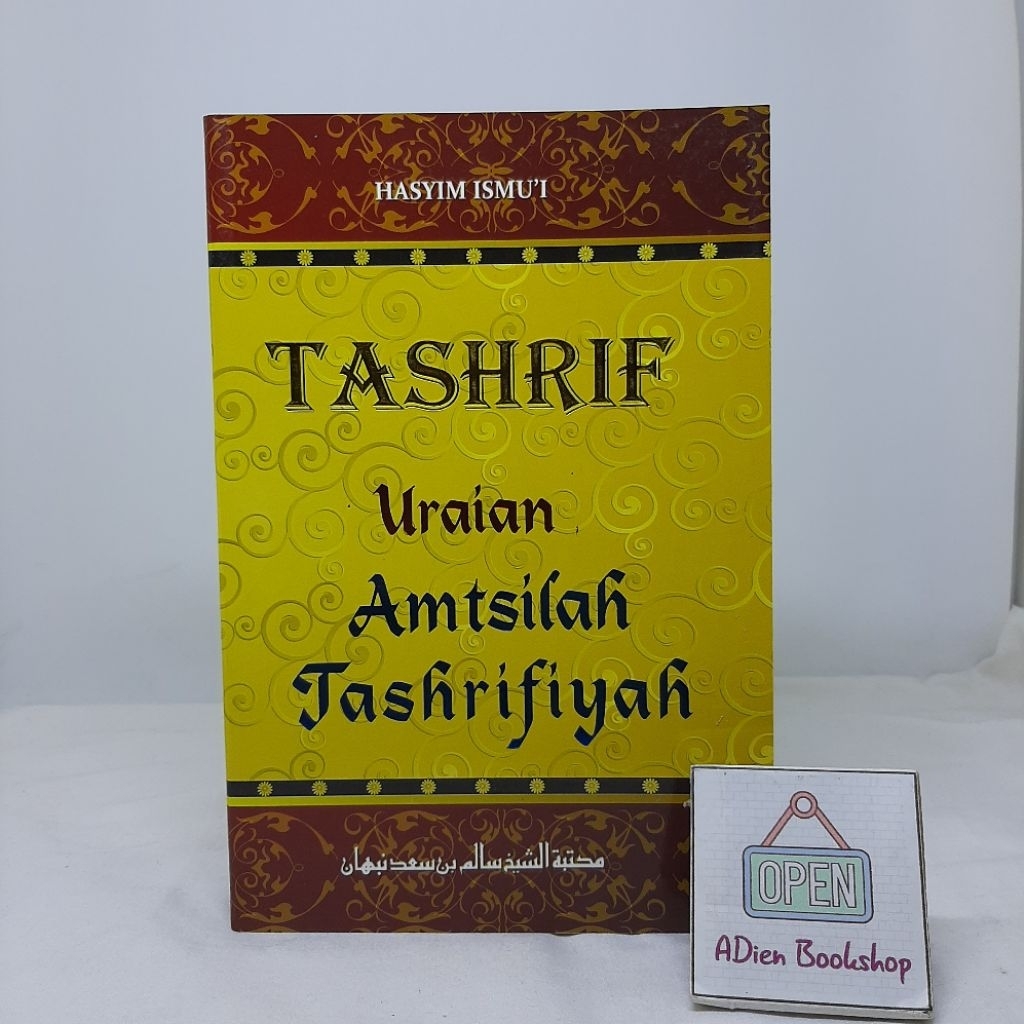 HASYIM ISMU'I
TASHRIF
Uraian
Amtsilah
Tashrifiyah
مكتبة الشيخ سالم بن سعد نبهان
OPEN
ADien Bookshop